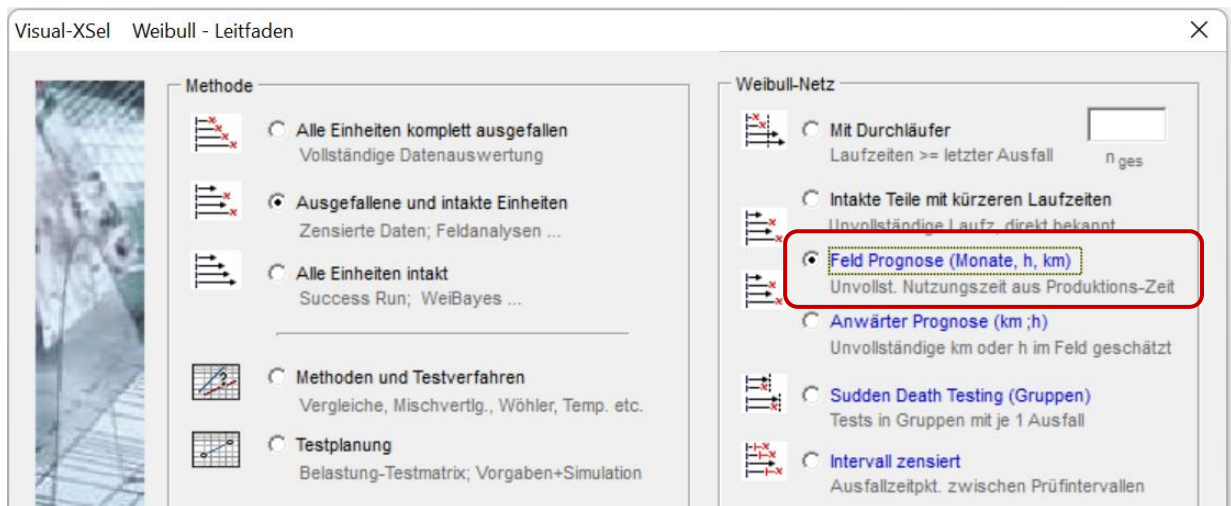 Visual-XSel Weibull - Leitfaden
Methode
Alle Einheiten komplett ausgefallen
Vollständige Datenauswertung
Ausgefallene und intakte Einheiten
Zensierte Daten; Feldanalysen ...
Alle Einheiten intakt
Success Run; WeiBayes ...
Methoden und Testverfahren
Vergleiche, Mischvertlg., Wöhler, Temp. etc.
Testplanung
Belastung-Testmatrix; Vorgaben+Simulation
Weibull-Netz
Mit Durchläufer
Laufzeiten >= letzter Ausfall
n ges
Intakte Teile mit kürzeren Laufzeiten
Unvollständige Laufz, direkt bekannt
Feld Prognose (Monate, h, km)
Unvollst. Nutzungszeit aus Produktions-Zeit
Anwärter Prognose (km ;h)
Unvollständige km oder h im Feld geschätzt
Sudden Death Testing (Gruppen)
Tests in Gruppen mit je 1 Ausfall
Intervall zensiert
Ausfallzeitpkt. zwischen Prüfintervallen